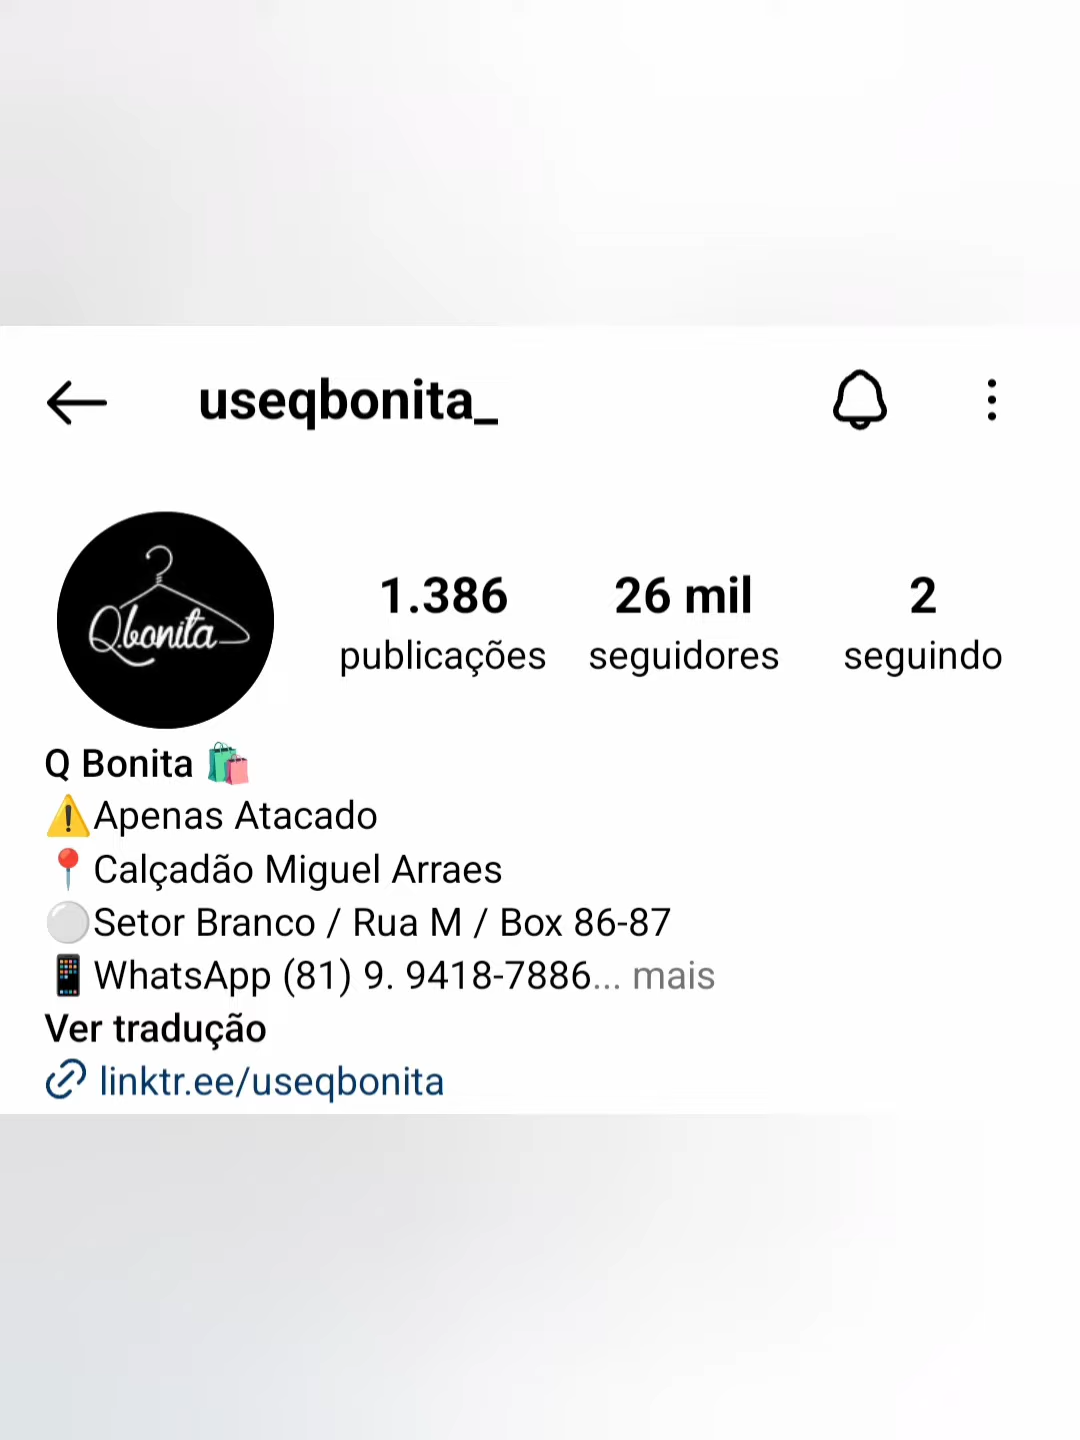 useqbonita_
Qbonita
1.386 26 mil 2
publicações seguidores seguindo
Q Bonita
Apenas Atacado
Calçadão Miguel Arraes
Setor Branco / Rua M / Box 86-87
WhatsApp (81) 9. 9418-7886... mais
Ver tradução
linktr.ee/useqbonita